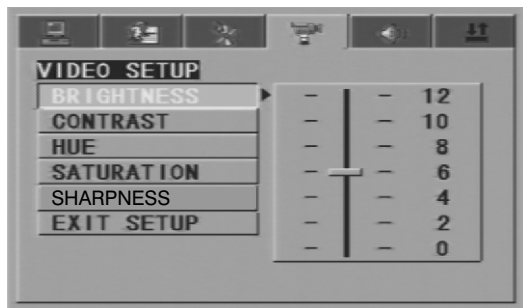 VIDEO SETUP
BRIGHTNESS
CONTRAST
HUE
SATURATION
SHARPNESS
EXIT SETUP
12
10
8
6
4
2
0